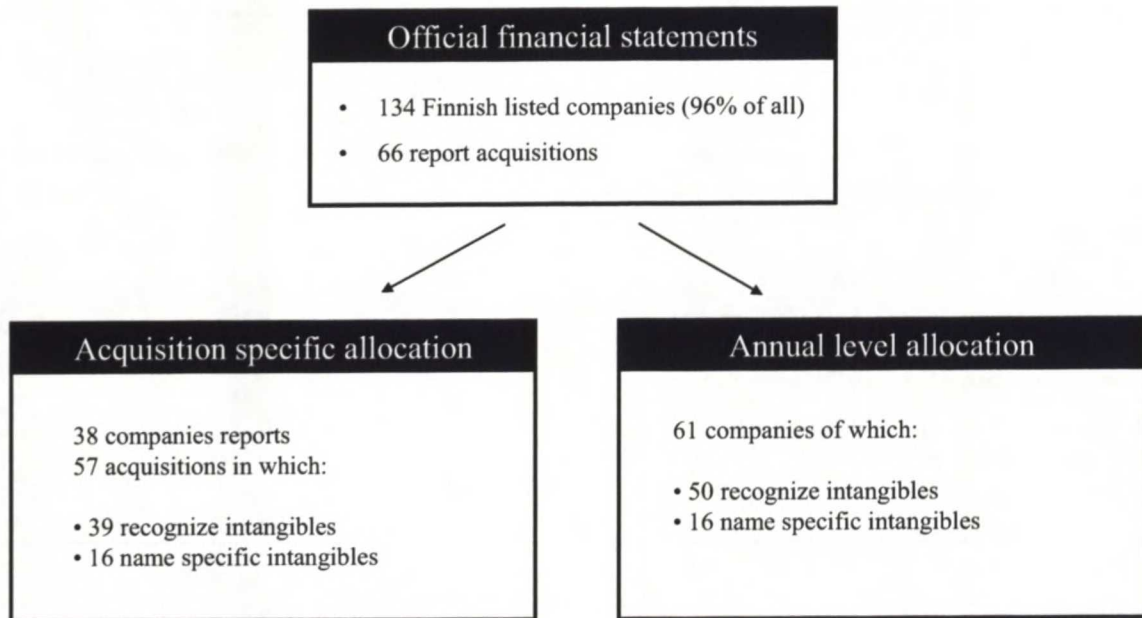 Official financial statements
• 134 Finnish listed companies (96% of all)
• 66 report acquisitions
Acquisition specific allocation
38 companies reports
57 acquisitions in which:
• 39 recognize intangibles
• 16 name specific intangibles
Annual level allocation
61 companies of which:
• 50 recognize intangibles
• 16 name specific intangibles